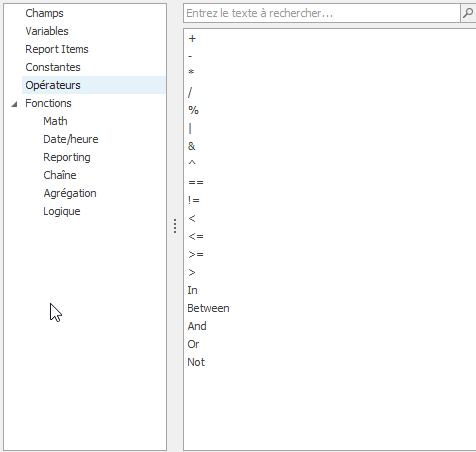 Champs
Variables
Report Items
Constantes
Opérateurs
Fonctions
Math
Date/heure
Reporting
Chaîne
Agrégation
Logique
Entrez le texte à rechercher...
+
-
*
/
%
|
&
^
==
!=
<
<=
>=
>
In
Between
And
Or
Not